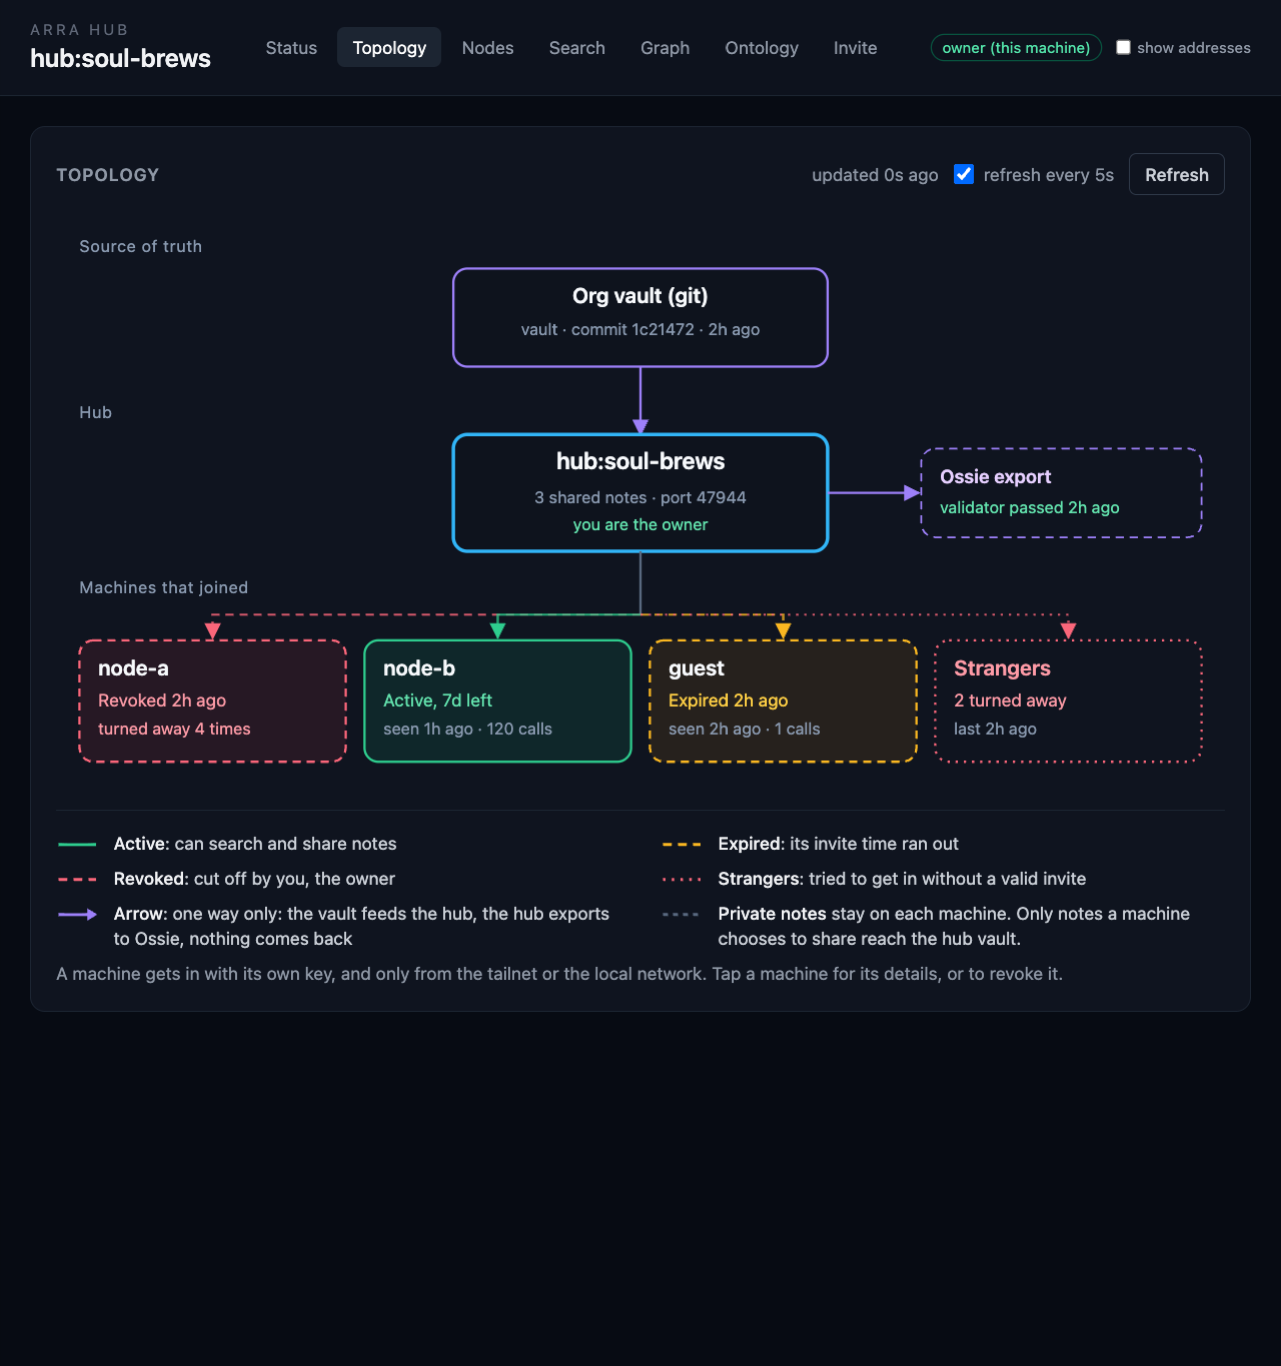 ARRA HUB
hub:soul-brews
Status
Topology
Nodes
Search
Graph
Ontology
Invite
owner (this machine)
show addresses
TOPOLOGY
updated 0s ago
refresh every 5s
Refresh
Source of truth
Org vault (git)
vault · commit 1c21472 · 2h ago
Hub
hub:soul-brews
3 shared notes · port 47944
you are the owner
Ossie export
validator passed 2h ago
Machines that joined
node-a
Revoked 2h ago
turned away 4 times
node-b
Active, 7d left
seen 1h ago · 120 calls
guest
Expired 2h ago
seen 2h ago · 1 calls
Strangers
2 turned away
last 2h ago
Active: can search and share notes
Expired: its invite time ran out
Revoked: cut off by you, the owner
Strangers: tried to get in without a valid invite
Arrow: one way only: the vault feeds the hub, the hub exports
to Ossie, nothing comes back
Private notes stay on each machine. Only notes a machine
chooses to share reach the hub vault.
A machine gets in with its own key, and only from the tailnet or the local network. Tap a machine for its details, or to revoke it.